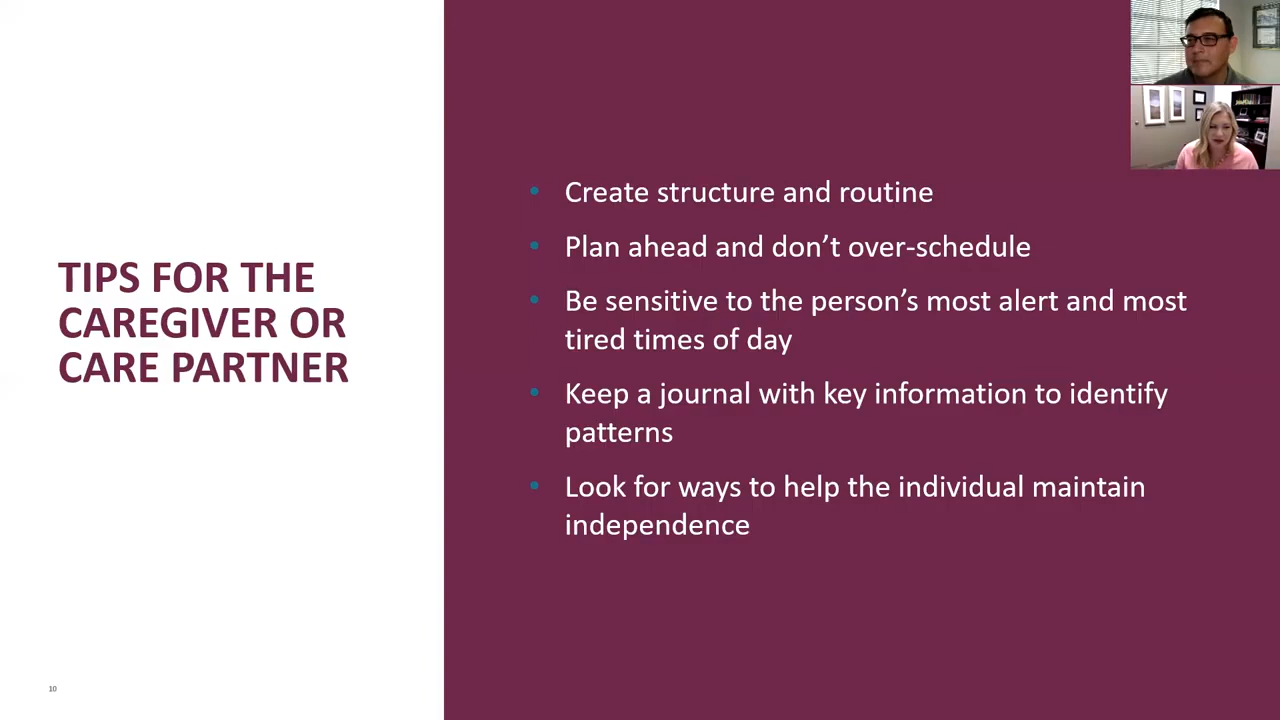 TIPS FOR THE
CAREGIVER OR
CARE PARTNER
• Create structure and routine
• Plan ahead and don’t over-schedule
• Be sensitive to the person’s most alert and most
tired times of day
• Keep a journal with key information to identify
patterns
• Look for ways to help the individual maintain
independence
10